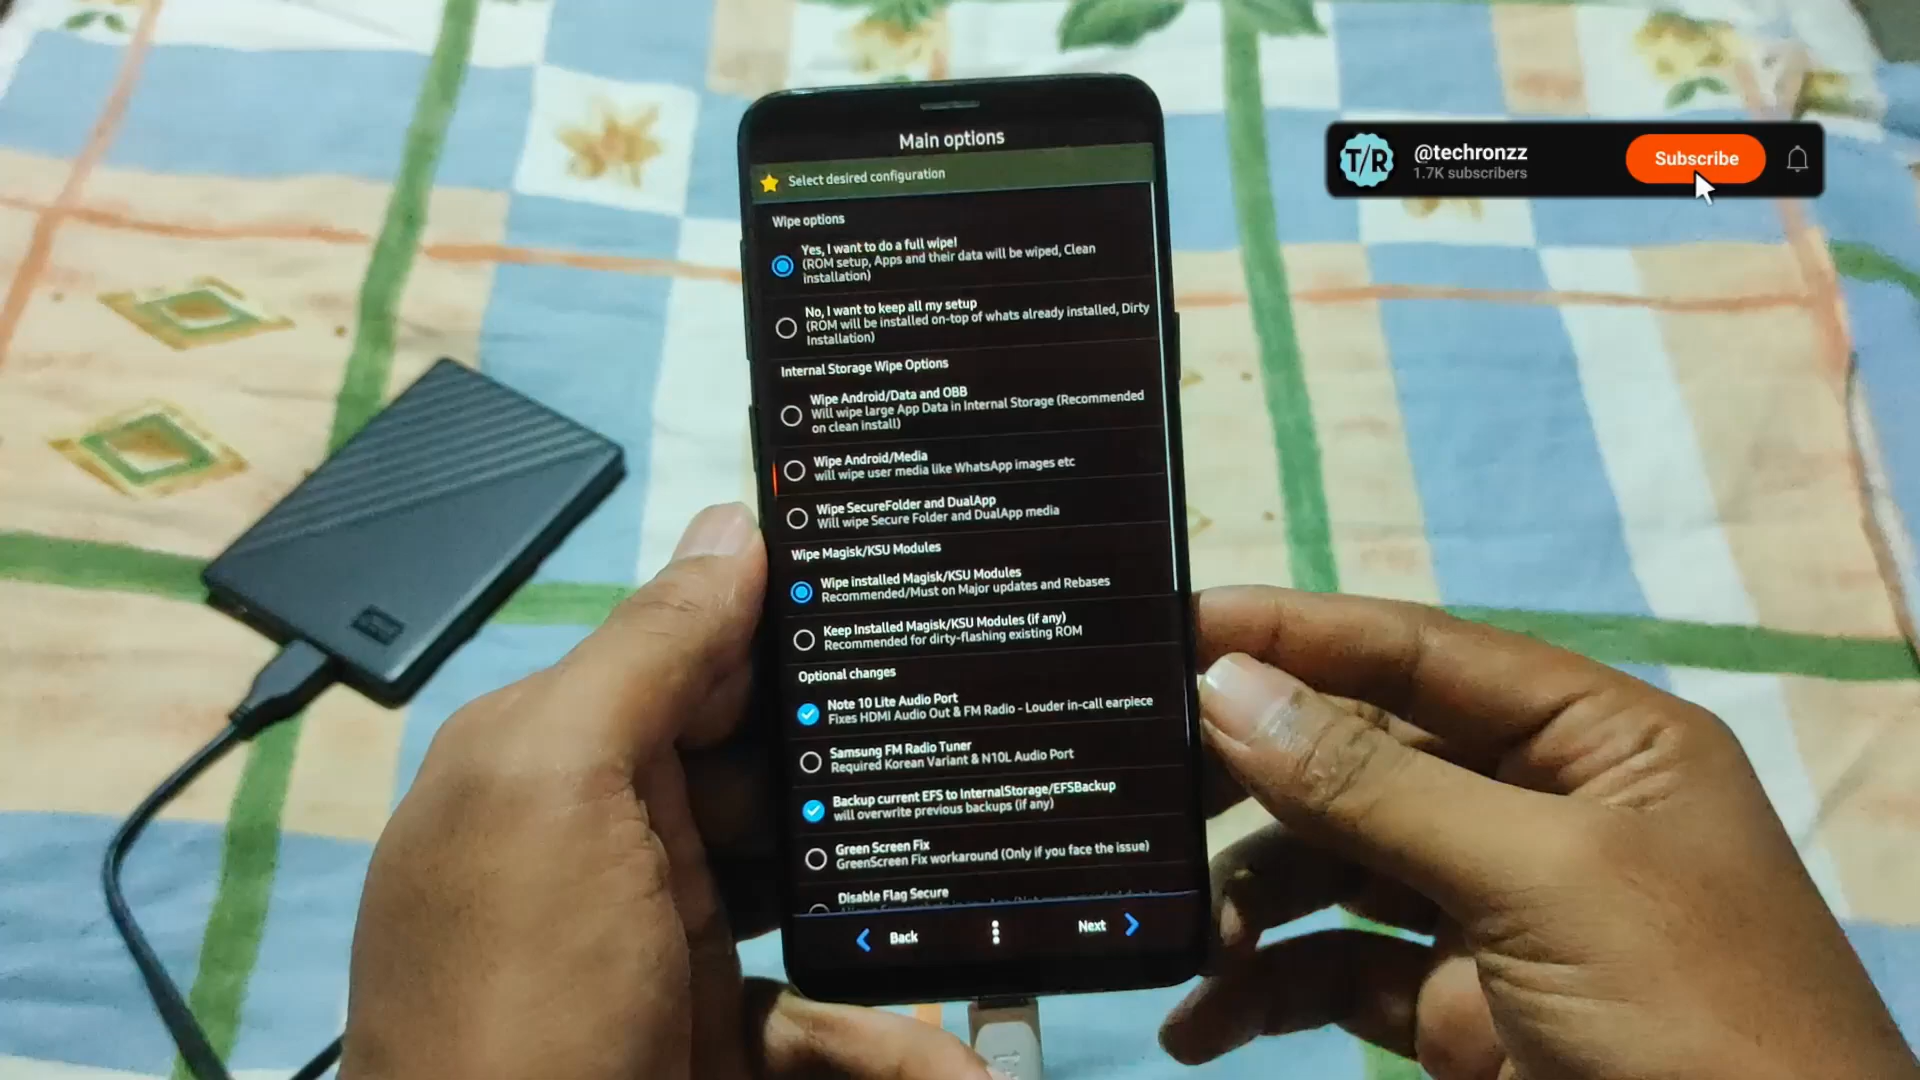 Main options
Select desired configuration
Wipe options
Yes, I want to do a full wipe!
(ROM setup, Apps and their data will be wiped, Clean
installation)
No, I want to keep all my setup
(ROM will be installed on-top of whats already installed, Dirty
Installation)
Internal Storage Wipe Options
Wipe Android/Data and OBB
Will wipe large App Data in Internal Storage (Recommended
on clean install)
Wipe Android/Media
will wipe user media like WhatsApp images etc
Wipe SecureFolder and DualApp
Will wipe Secure Folder and DualApp media
Wipe Magisk/KSU Modules
Wipe installed Magisk/KSU Modules
Recommended/Must on Major updates and Rebases
Keep Installed Magisk/KSU Modules (if any)
Recommended for dirty-flashing existing ROM
Optional changes
Note 10 Lite Audio Port
Fixes HDMI Audio Out & FM Radio - Louder in-call earpiece
Samsung FM Radio Tuner
Required Korean Variant & N10L Audio Port
Backup current EFS to InternalStorage/EFSBackup
will overwrite previous backups (if any)
Green Screen Fix
GreenScreen Fix workaround (Only if you face the issue)
Disable Flag Secure
Back
Next
T/R
@techronzz
1.7K subscribers
Subscribe